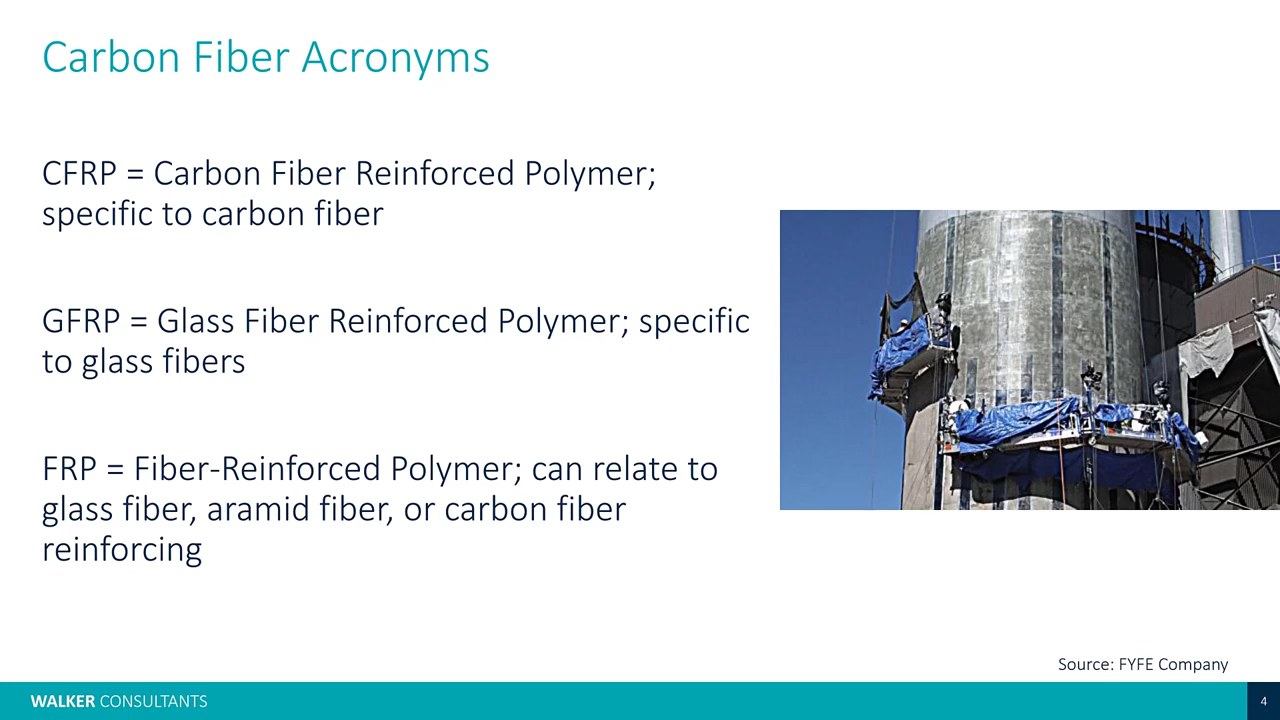 Carbon Fiber Acronyms
CFRP = Carbon Fiber Reinforced Polymer;
specific to carbon fiber
GFRP = Glass Fiber Reinforced Polymer; specific
to glass fibers
FRP = Fiber-Reinforced Polymer; can relate to
glass fiber, aramid fiber, or carbon fiber
reinforcing
Source: FYFE Company
WALKER CONSULTANTS
4